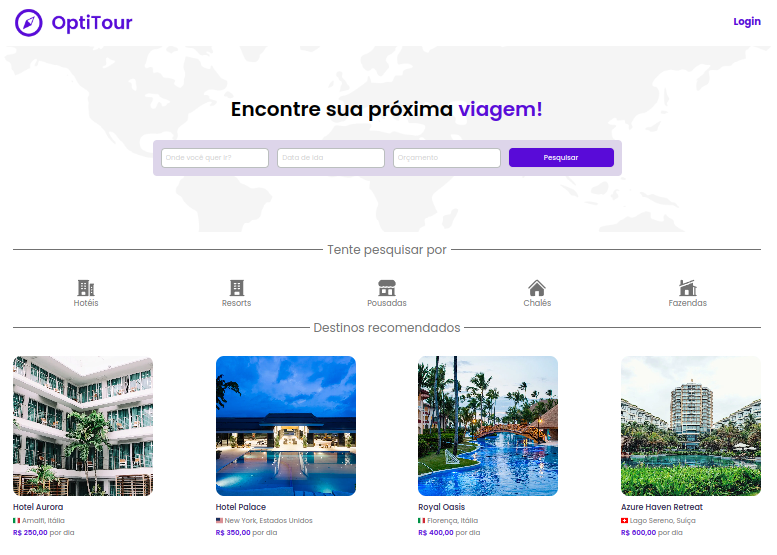 OptiTour
Login
Encontre sua próxima viagem!
Onde você quer ir?
Data de ida
Orçamento
Pesquisar
Tente pesquisar por
Hotéis
Resorts
Pousadas
Chalés
Fazendas
Destinos recomendados
Hotel Aurora
Amalfi, Itália
R$ 250,00 por dia
Hotel Palace
New York, Estados Unidos
R$ 350,00 por dia
Royal Oasis
Florença, Itália
R$ 400,00 por dia
Azure Haven Retreat
Lago Sereno, Suíça
R$ 600,00 por dia